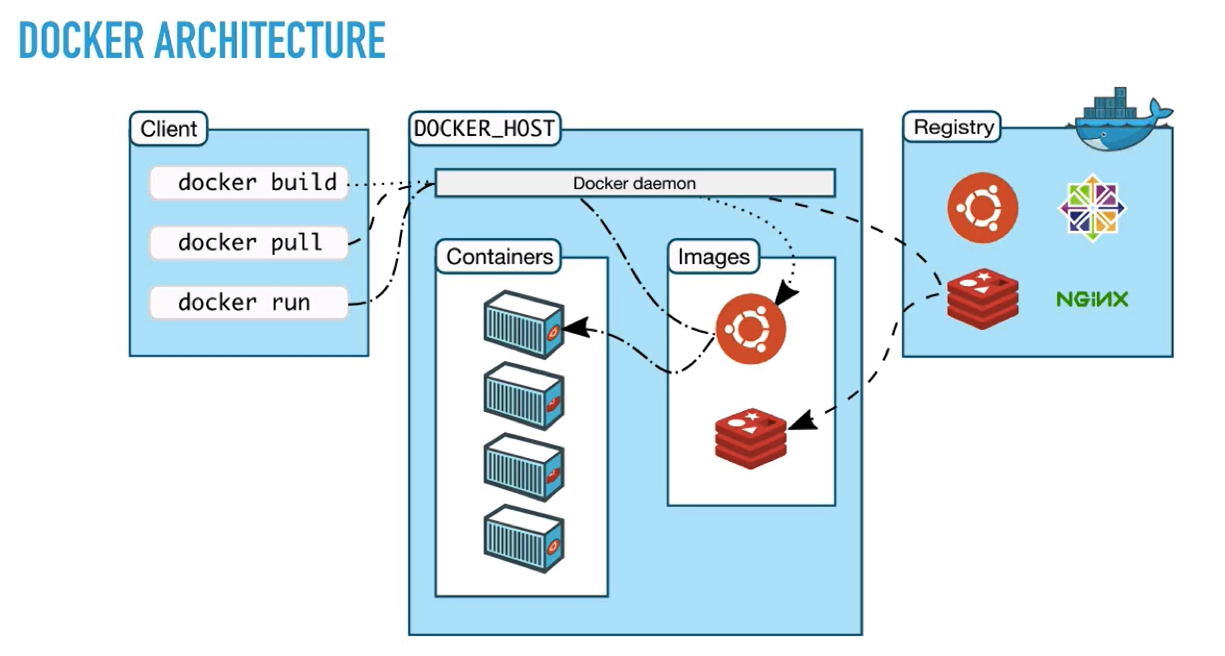 DOCKER ARCHITECTURE
Client
docker build
docker pull
docker run
DOCKER_HOST
Docker daemon
Containers
Images
Registry
NGINX